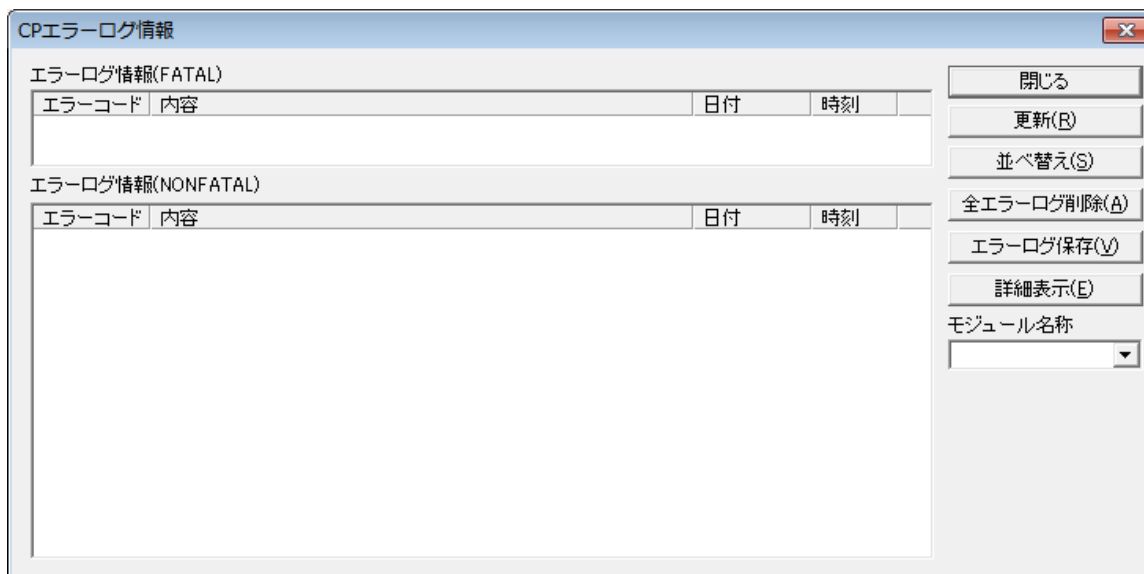 CPエラーログ情報
エラーログ情報(FATAL)
エラーコード 内容 日付 時刻
エラーログ情報(NONFATAL)
エラーコード 内容 日付 時刻
閉じる
更新(R)
並べ替え(S)
全エラーログ削除(A)
エラーログ保存(V)
詳細表示(E)
モジュール名称